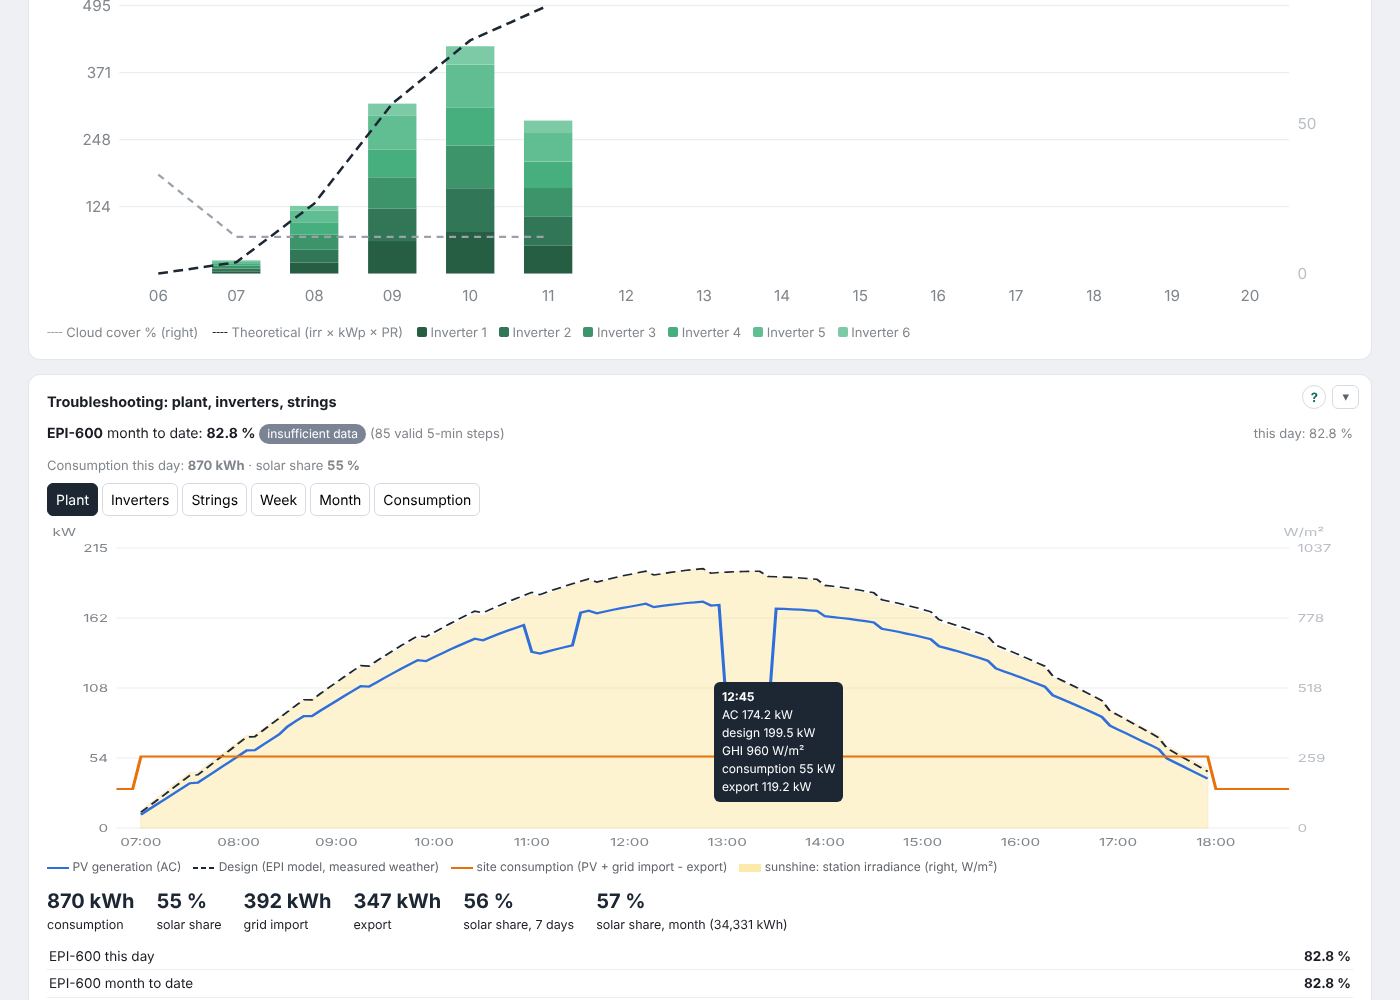 495
371
248
124
50
0
06 07 08 09 10 11 12 13 14 15 16 17 18 19 20
Cloud cover % (right) Theoretical (irr × kWp × PR) Inverter 1 Inverter 2 Inverter 3 Inverter 4 Inverter 5 Inverter 6
Troubleshooting: plant, inverters, strings
? ▼
EPI-600 month to date: 82.8 % insufficient data (85 valid 5-min steps) this day: 82.8 %
Consumption this day: 870 kWh · solar share 55 %
Plant Inverters Strings Week Month Consumption
kW W/m²
215 1037
162 778
108 518
54 259
0 0
12:45
AC 174.2 kW
design 199.5 kW
GHI 960 W/m²
consumption 55 kW
export 119.2 kW
07:00 08:00 09:00 10:00 11:00 12:00 13:00 14:00 15:00 16:00 17:00 18:00
PV generation (AC) Design (EPI model, measured weather) site consumption (PV + grid import - export) sunshine: station irradiance (right, W/m²)
870 kWh 55 % 392 kWh 347 kWh 56 % 57 %
consumption solar share grid import export solar share, 7 days solar share, month (34,331 kWh)
EPI-600 this day 82.8 %
EPI-600 month to date 82.8 %